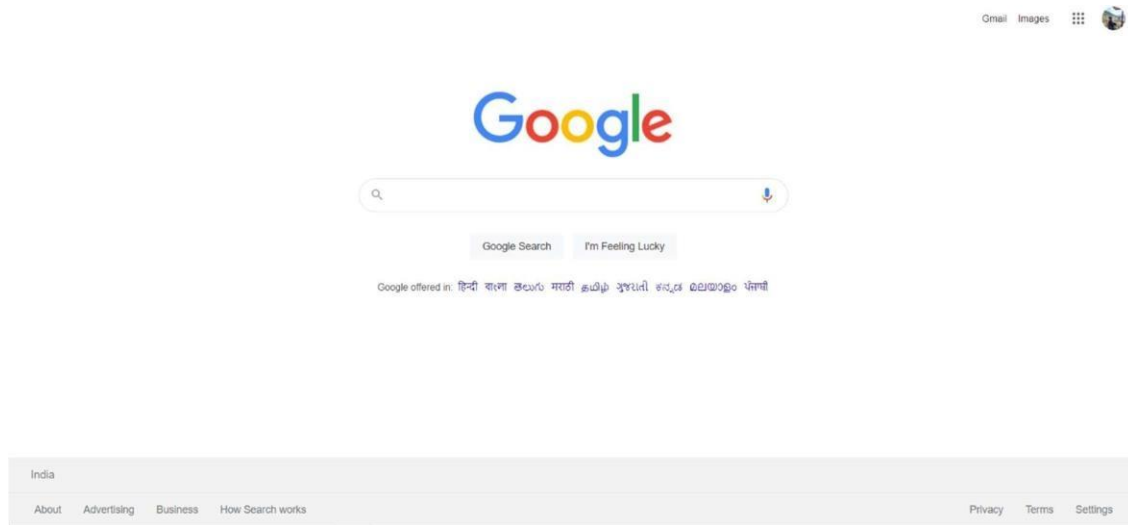 Gmail Images
Google
Google Search I'm Feeling Lucky
Google offered in: हिन्दी বাংলা తెలుగు मराठी தமிழ் ગુજરાતી ಕನ್ನಡ മലയാളം ਪੰਜਾਬੀ
India
About Advertising Business How Search works Privacy Terms Settings